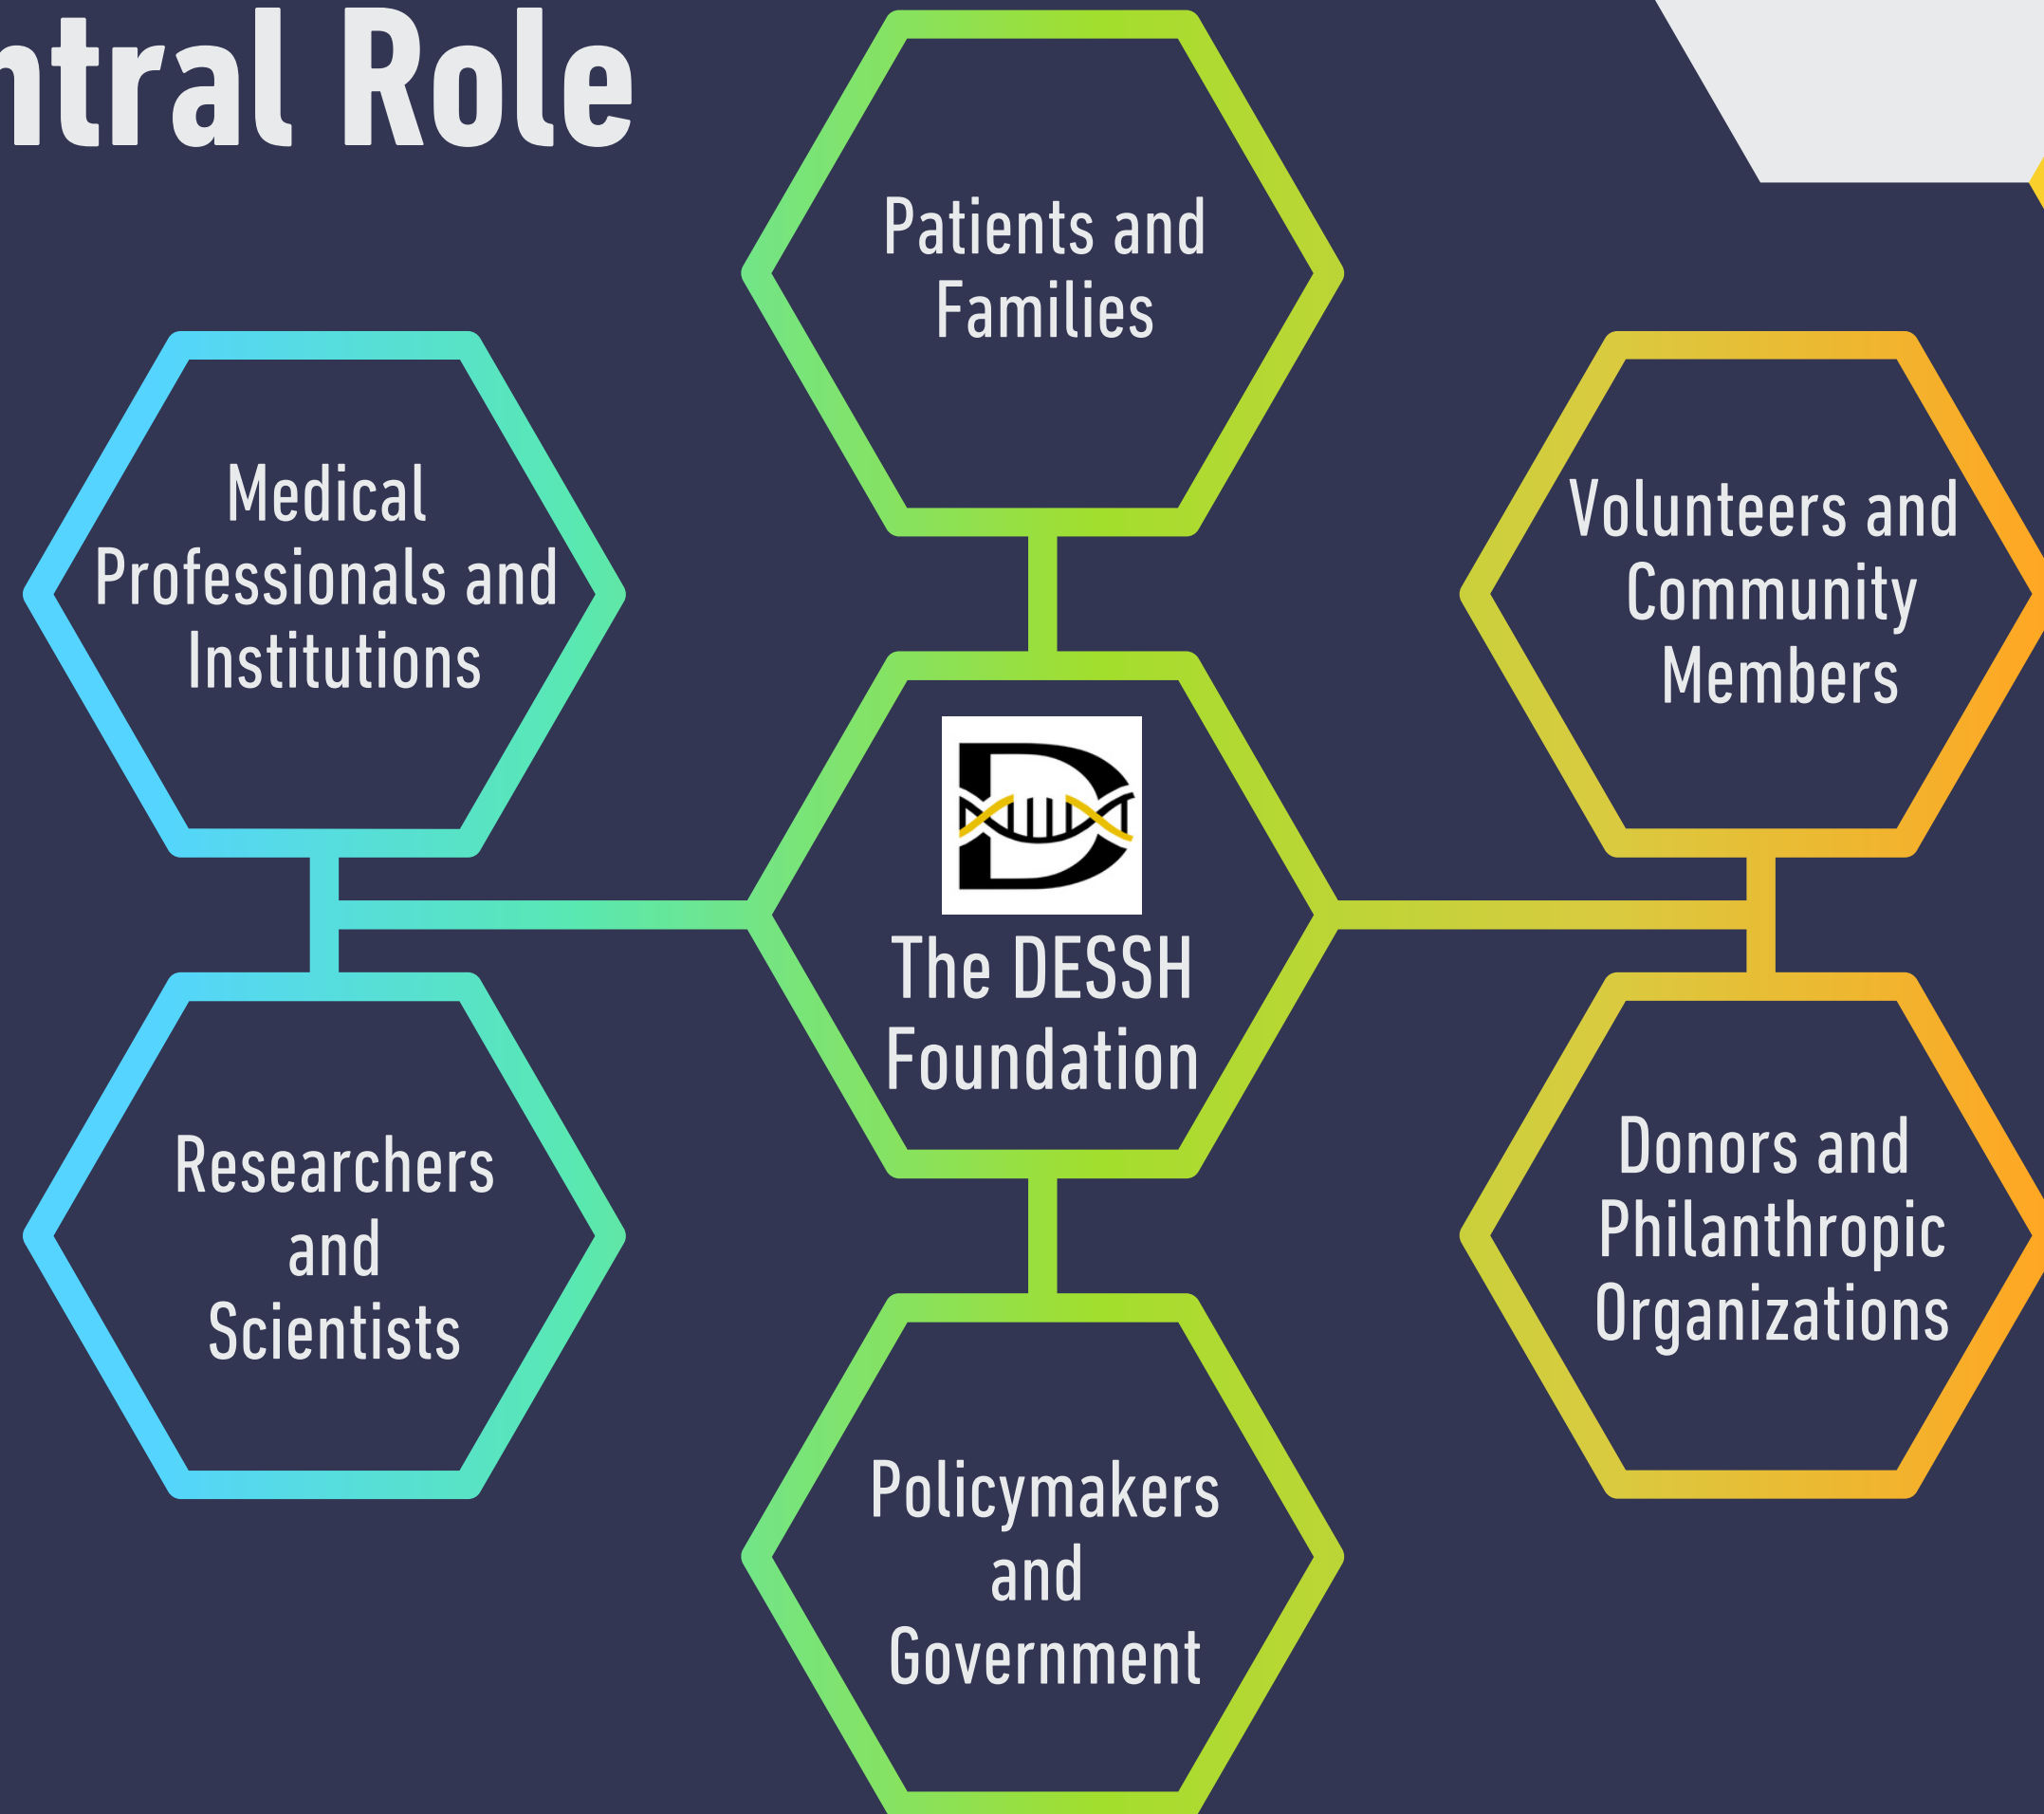 ntral Role
Patients and
Families
Medical
Professionals and
Institutions
Volunteers and
Community
Members
The DESSH
Foundation
Researchers
and
Scientists
Donors and
Philanthropic
Organizations
Policymakers
and
Government